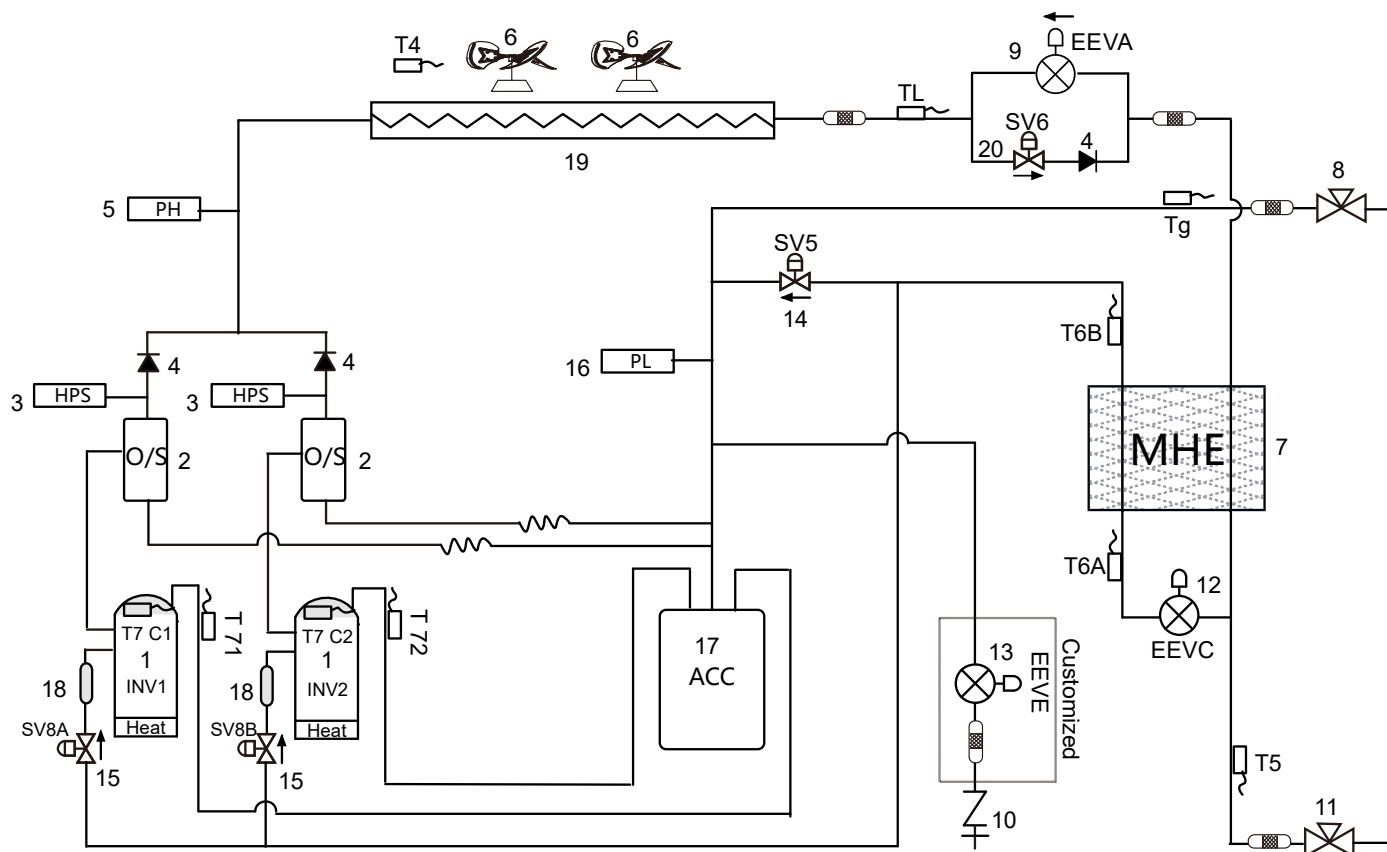 T4
6
6
9
EEVA
TL
SV6
20
4
19
5
PH
8
Tg
SV5
14
T6B
16
PL
4
4
3
HPS
3
HPS
O/S
2
O/S
2
MHE
7
T6A
12
EEVC
T7 C1
1
INV1
Heat
T71
T7 C2
1
INV2
Heat
T72
17
ACC
13
EEVE
Customized
18
18
SV8A
SV8B
15
15
10
T5
11